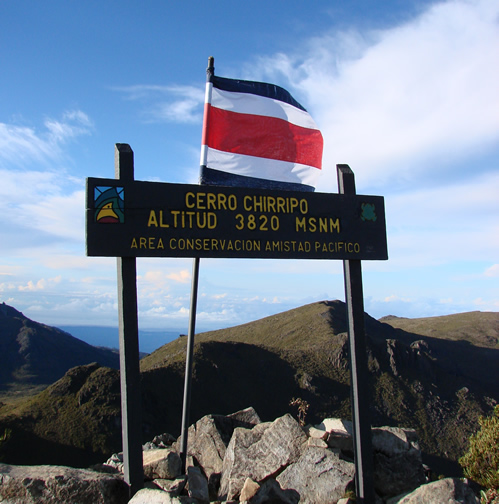 CERRO CHIRRIPO
ALTITUD 3820 MSNM
AREA CONSERVACION AMISTAD PACIFICO